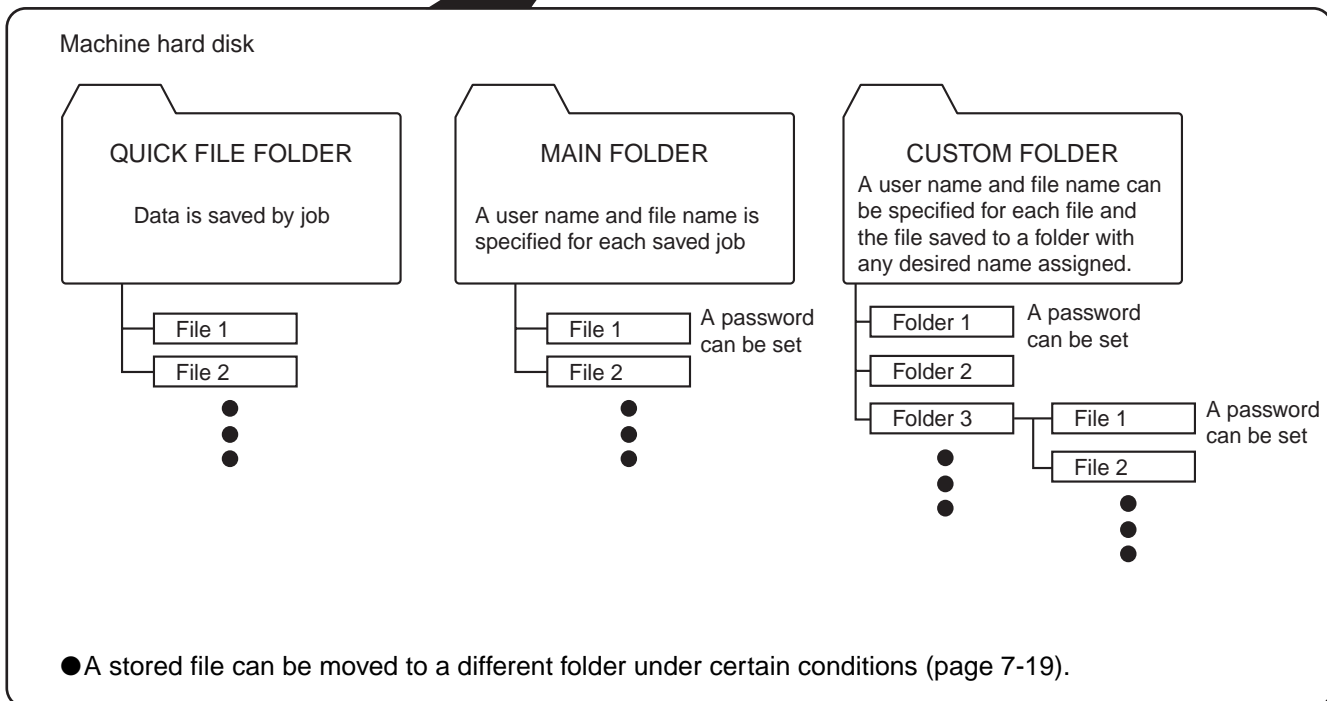 Machine hard disk
QUICK FILE FOLDER
Data is saved by job
File 1
File 2
MAIN FOLDER
A user name and file name is
specified for each saved job
File 1
A password
can be set
File 2
CUSTOM FOLDER
A user name and file name can
be specified for each file and
the file saved to a folder with
any desired name assigned.
Folder 1
A password
can be set
Folder 2
Folder 3
File 1
A password
can be set
File 2
●A stored file can be moved to a different folder under certain conditions (page 7-19).